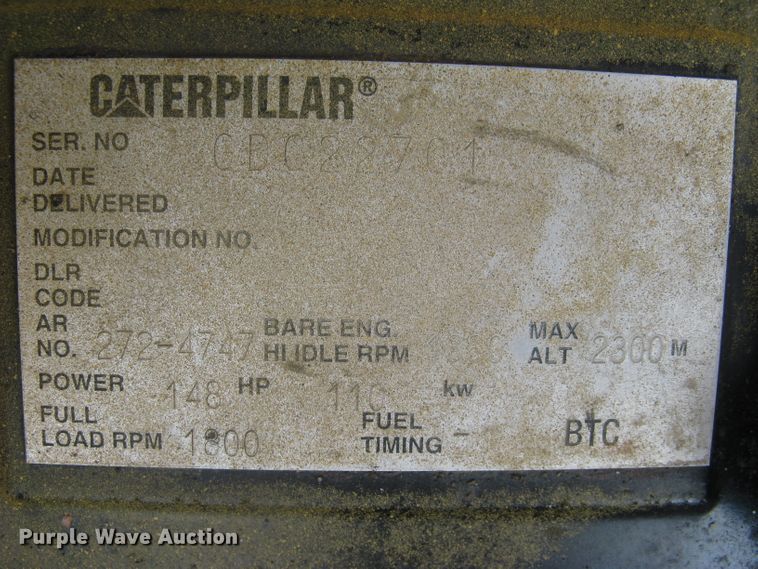 CATERPILLAR®
SER. NO
DATE
DELIVERED
MODIFICATION NO.
DLR
CODE
AR
NO. 272-4747 BARE ENG. HI IDLE RPM MAX ALT 2300 M
POWER 148 HP kw
FULL
LOAD RPM 1800 FUEL TIMING - BTC
Purple Wave Auction